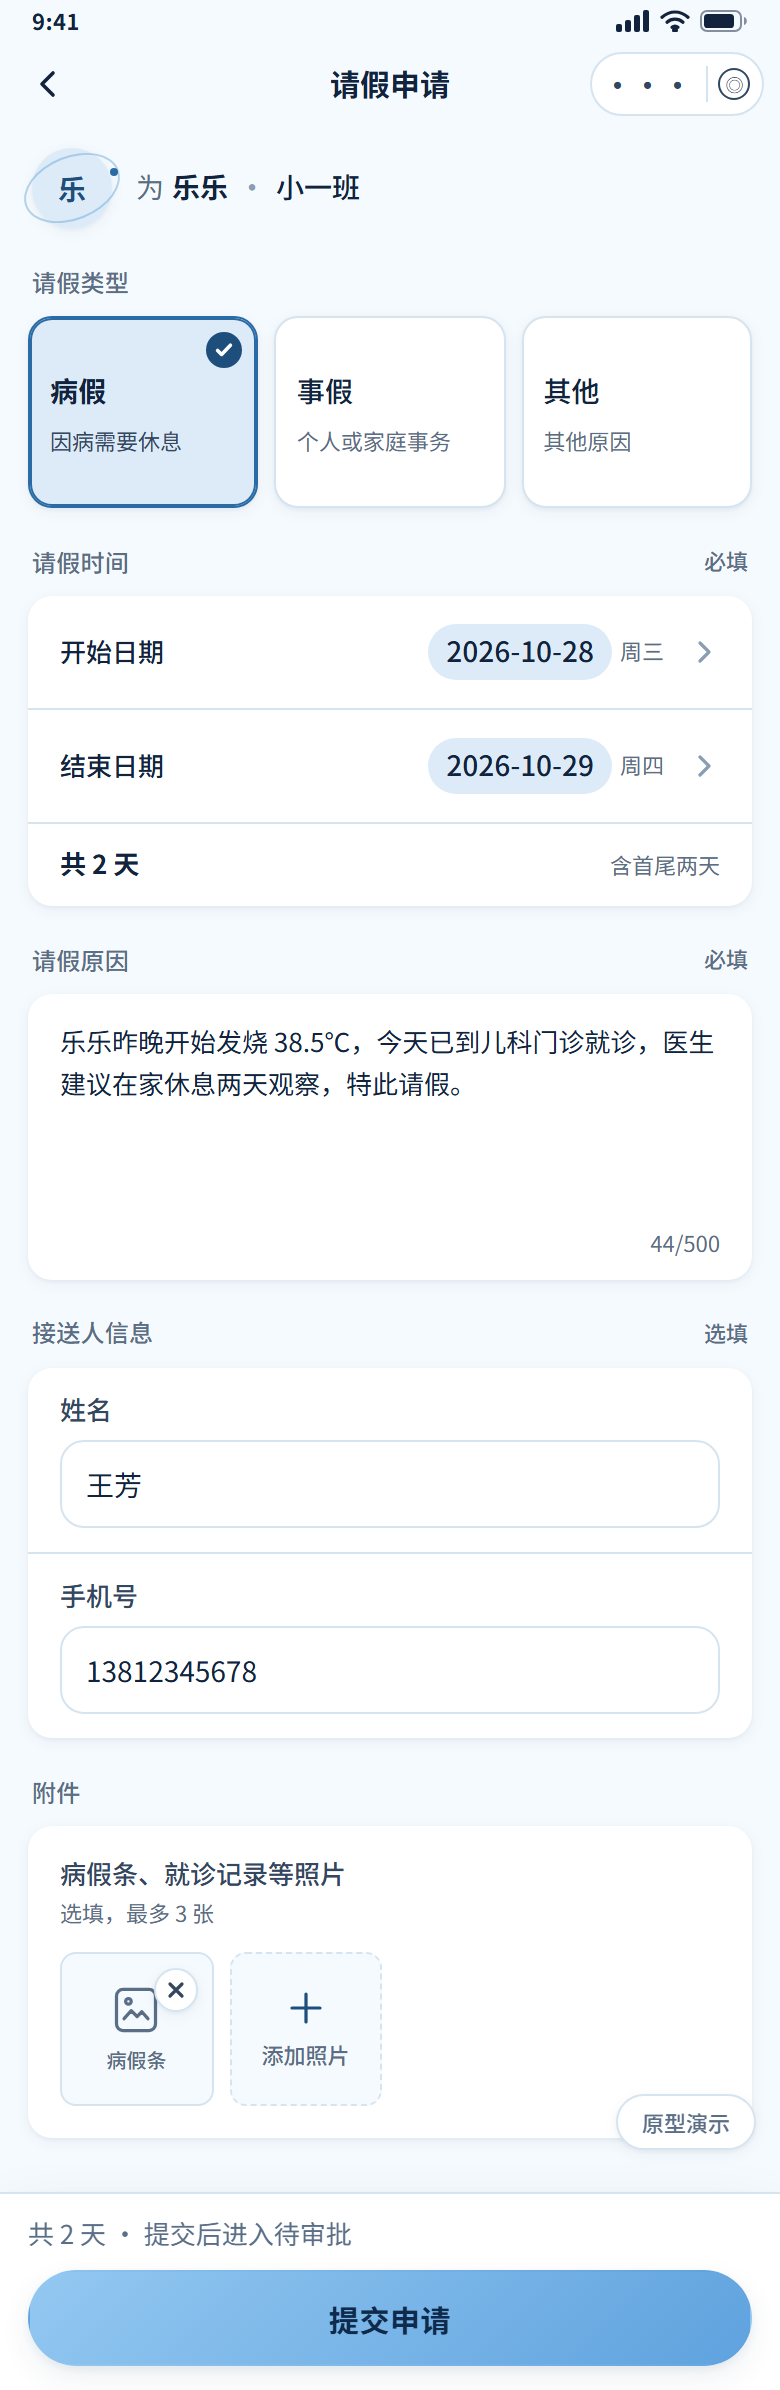 9:41
请假申请
乐
为 乐乐 · 小一班
请假类型
病假
因病需要休息
事假
个人或家庭事务
其他
其他原因
请假时间
必填
开始日期
2026-10-28 周三
结束日期
2026-10-29 周四
共 2 天
含首尾两天
请假原因
必填
乐乐昨晚开始发烧 38.5℃，今天已到儿科门诊就诊，医生
建议在家休息两天观察，特此请假。
44/500
接送人信息
选填
姓名
王芳
手机号
13812345678
附件
病假条、就诊记录等照片
选填，最多 3 张
病假条
添加照片
原型演示
共 2 天 · 提交后进入待审批
提交申请